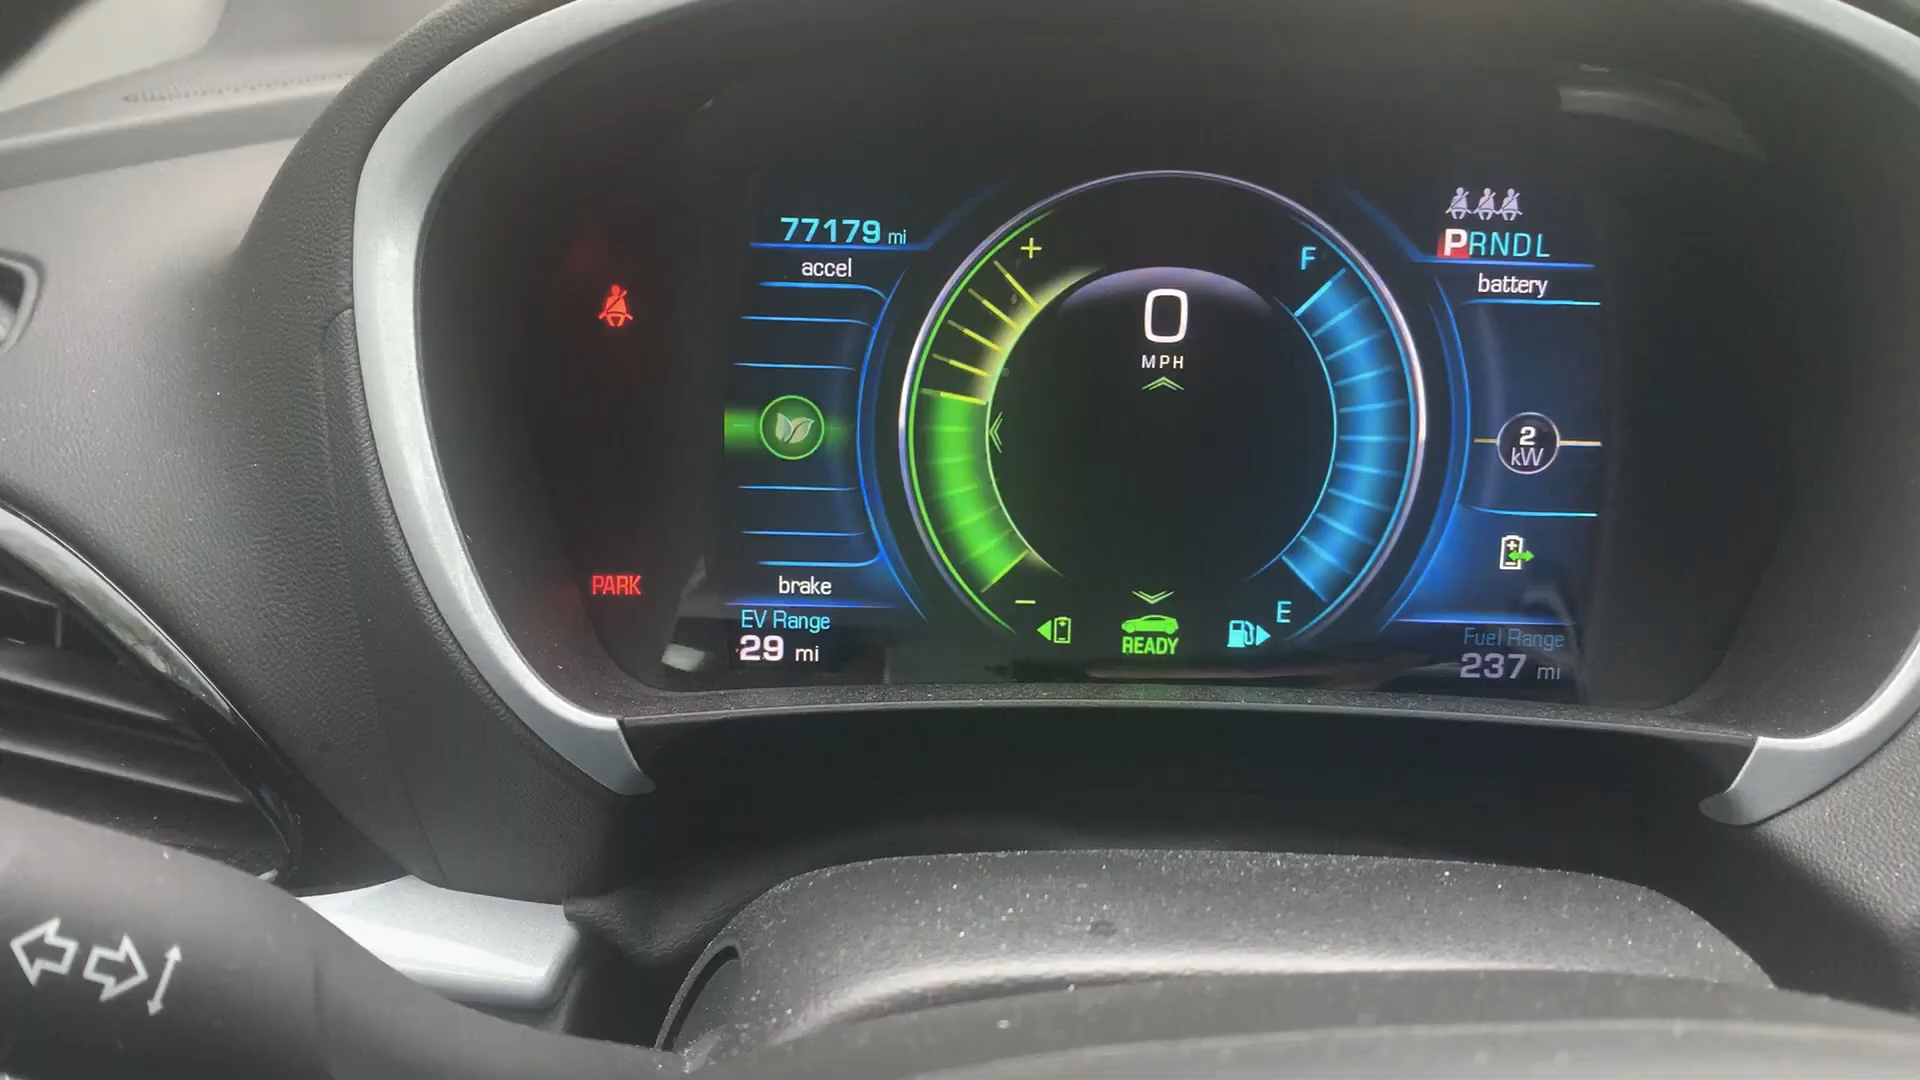 77179 mi
accel
brake
EV Range
29 mi
PARK
+
−
0
MPH
READY
F
E
PRNDL
battery
2
kW
Fuel Range
237 mi